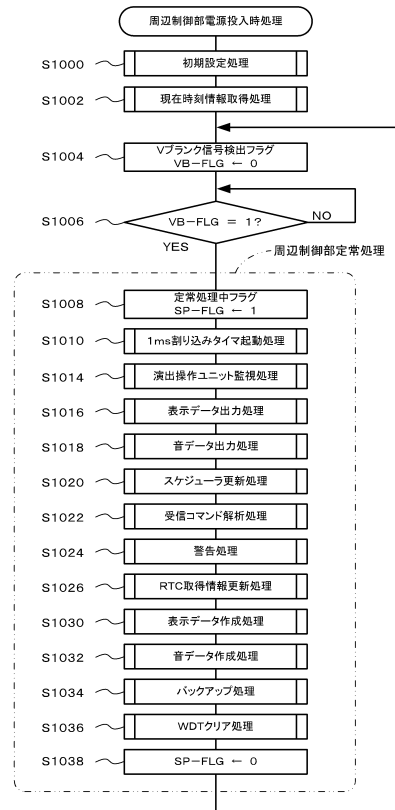 周辺制御部電源投入時処理
S1000 初期設定処理
S1002 現在時刻情報取得処理
S1004 Vブランク信号検出フラグ
VB-FLG ← 0
S1006 VB-FLG = 1? NO
YES
周辺制御部定常処理
S1008 定常処理中フラグ
SP-FLG ← 1
S1010 1ms割り込みタイマ起動処理
S1014 演出操作ユニット監視処理
S1016 表示データ出力処理
S1018 音データ出力処理
S1020 スケジューラ更新処理
S1022 受信コマンド解析処理
S1024 警告処理
S1026 RTC取得情報更新処理
S1030 表示データ作成処理
S1032 音データ作成処理
S1034 バックアップ処理
S1036 WDTクリア処理
S1038 SP-FLG ← 0